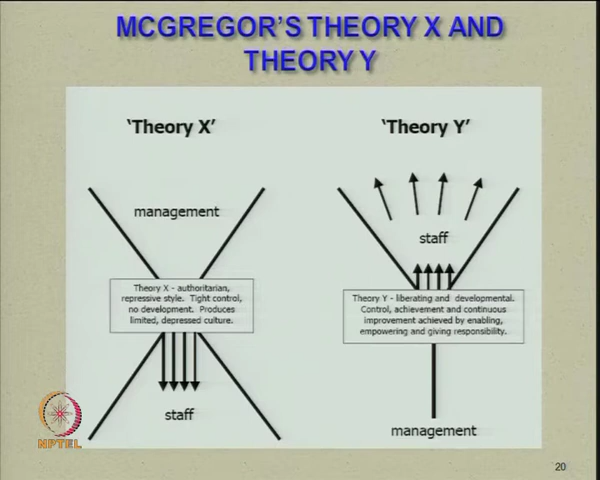 MCGREGOR'S THEORY X AND
THEORY Y
'Theory X'
management
Theory X - authoritarian,
repressive style. Tight control,
no development. Produces
limited, depressed culture.
staff
'Theory Y'
staff
Theory Y - liberating and developmental.
Control, achievement and continuous
improvement achieved by enabling,
empowering and giving responsibility.
management
NPTEL
20